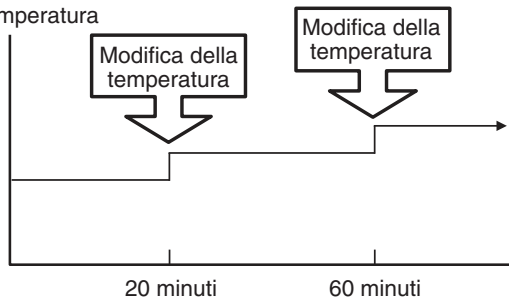 mperatura
Modifica della
temperatura
Modifica della
temperatura
20 minuti
60 minuti